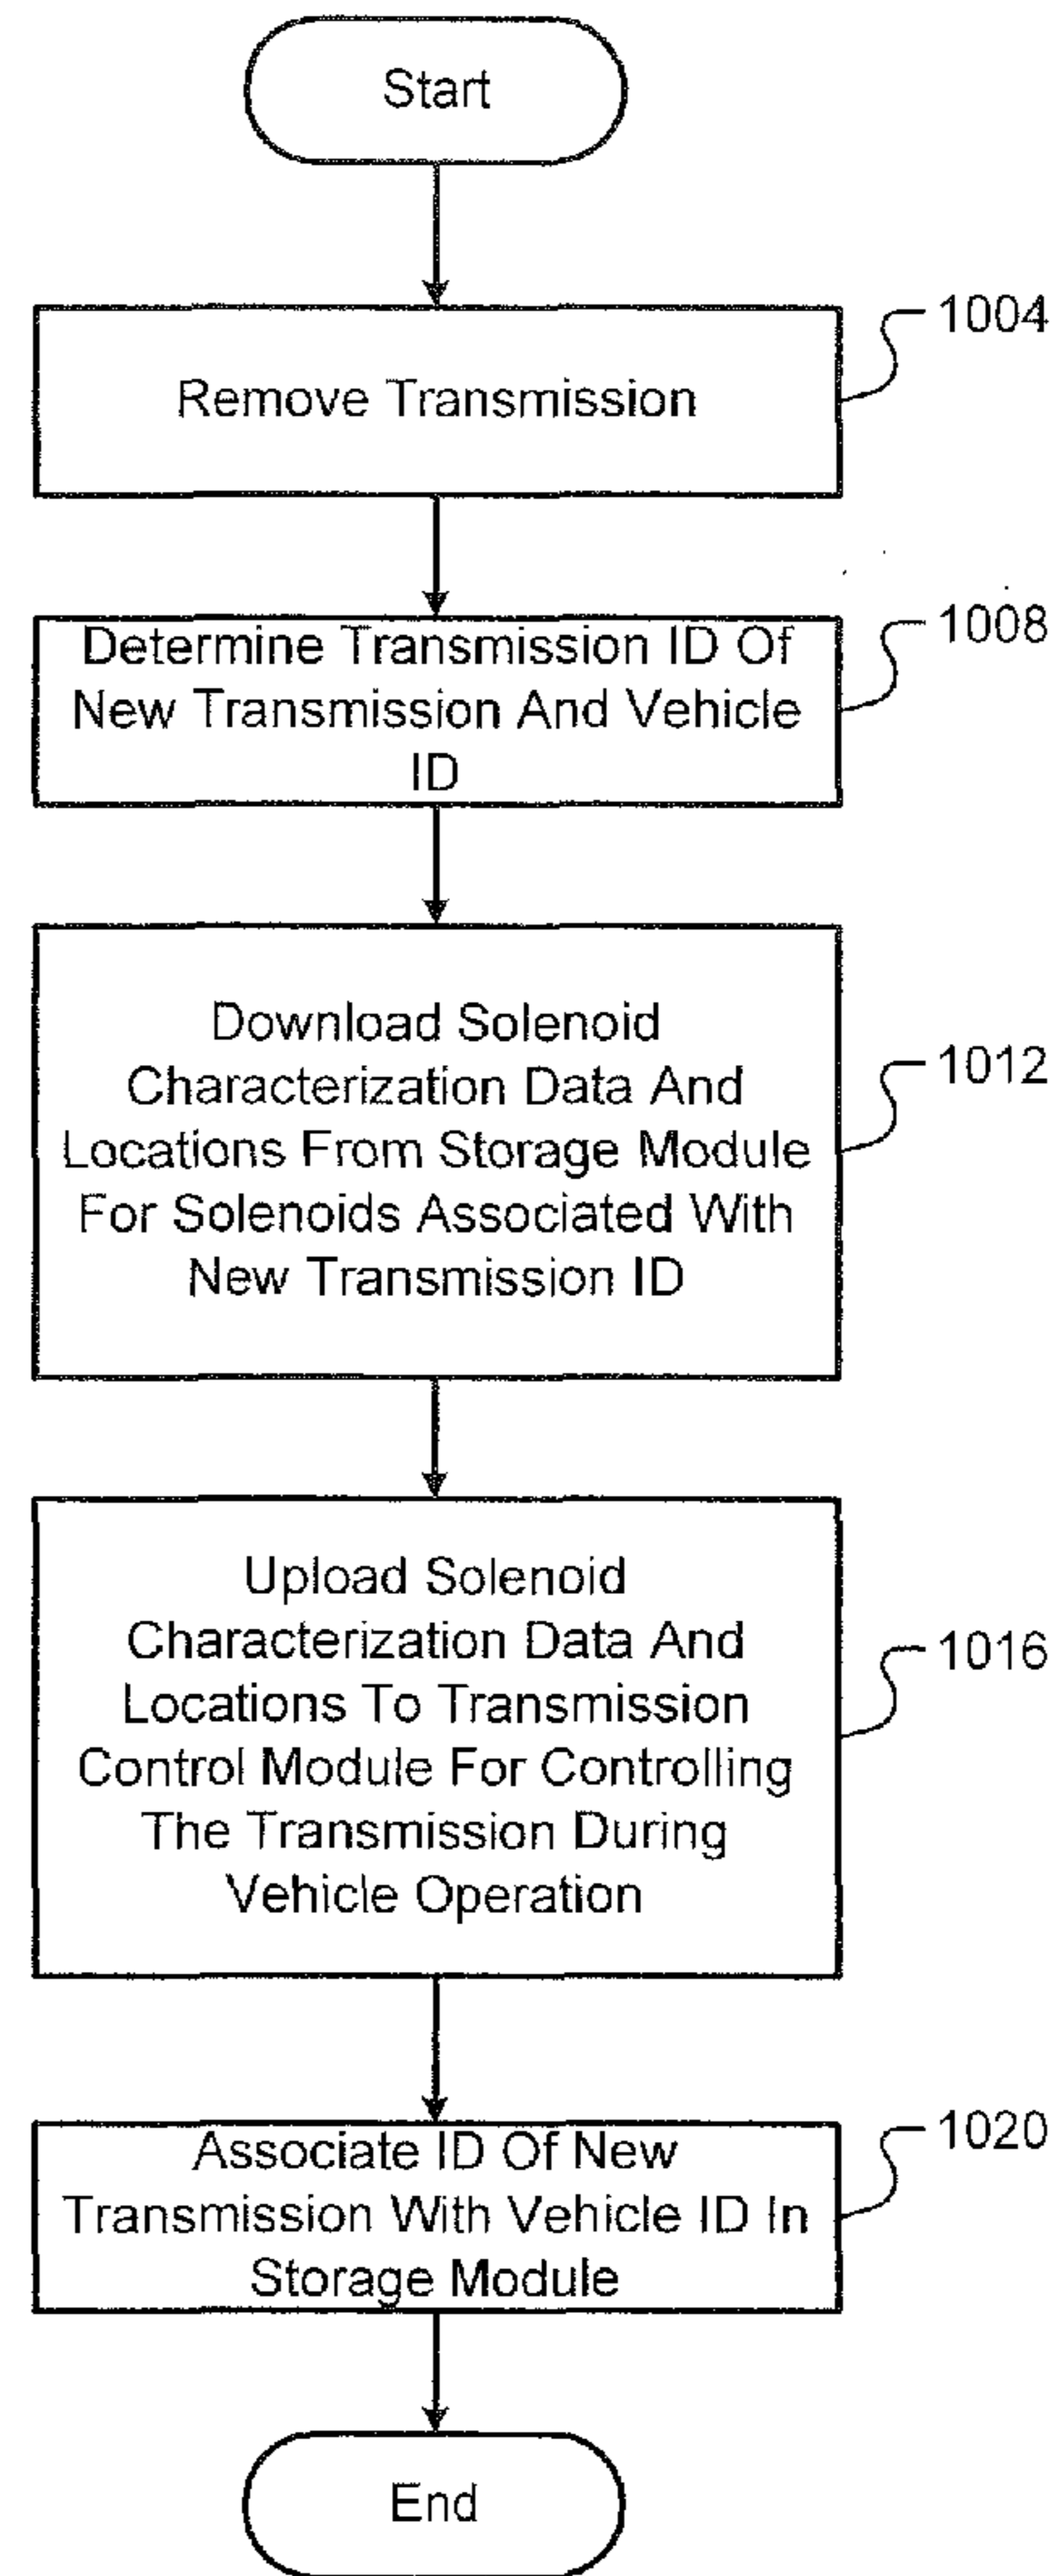 Start
1004
Remove Transmission
1008
Determine Transmission ID Of
New Transmission And Vehicle
ID
1012
Download Solenoid
Characterization Data And
Locations From Storage Module
For Solenoids Associated With
New Transmission ID
1016
Upload Solenoid
Characterization Data And
Locations To Transmission
Control Module For Controlling
The Transmission During
Vehicle Operation
1020
Associate ID Of New
Transmission With Vehicle ID In
Storage Module
End